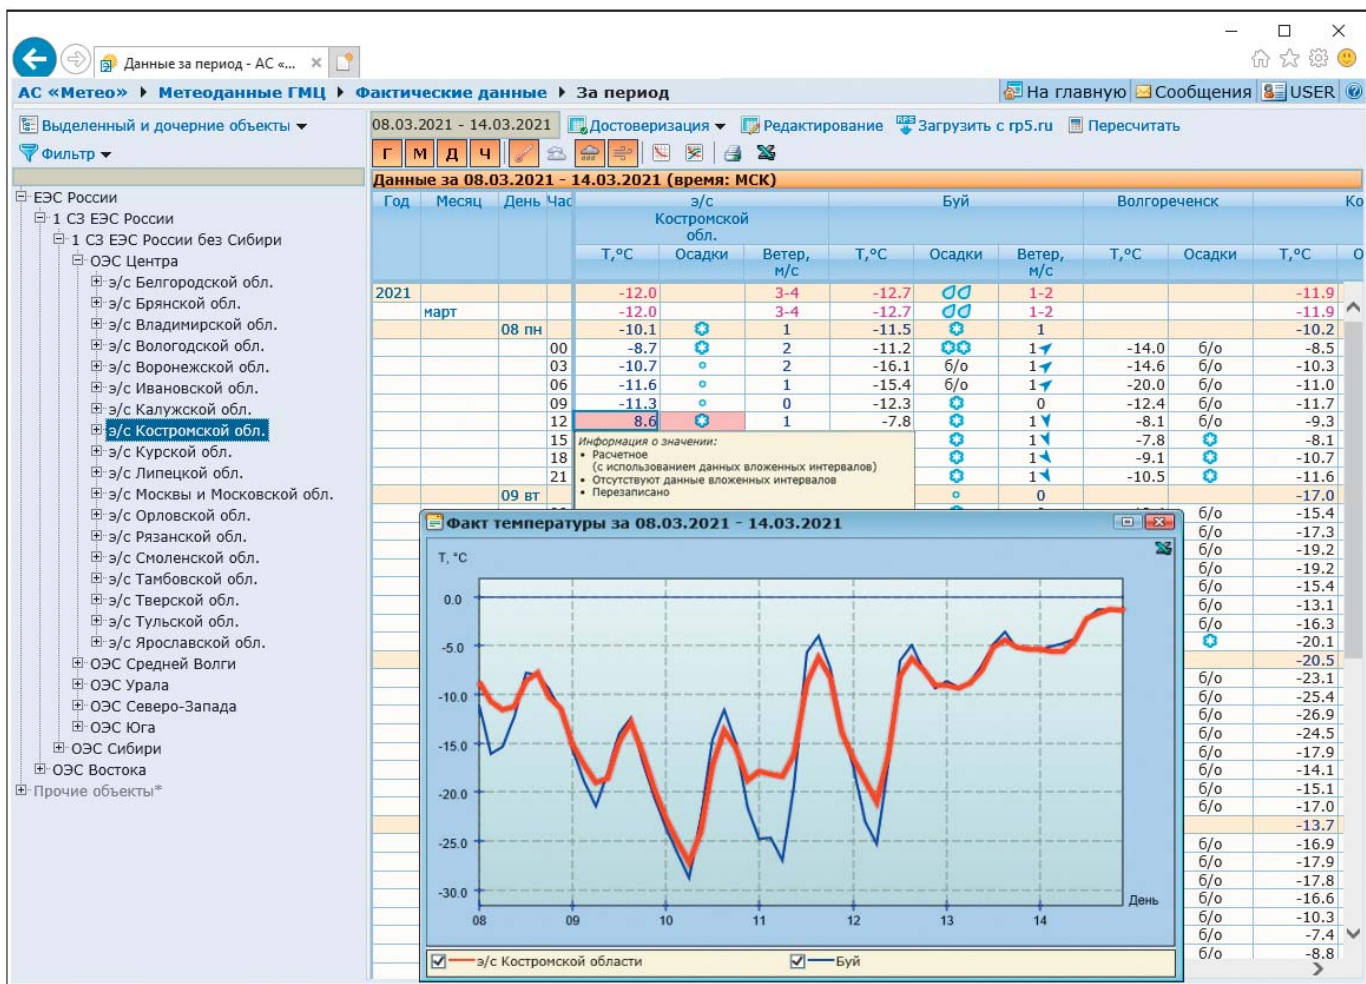 Данные за период - АС «...
АС «Метео» Метеоданные ГМЦ Фактические данные За период
На главную Сообщения USER
Выделенный и дочерние объекты
08.03.2021 - 14.03.2021 Достоверизация Редактирование Загрузить с rp5.ru Пересчитать
Фильтр
Г М Д Ч
Данные за 08.03.2021 - 14.03.2021 (время: МСК)
ЕЭС России
1 СЗ ЕЭС России
1 СЗ ЕЭС России без Сибири
ОЭС Центра
э/с Белгородской обл.
э/с Брянской обл.
э/с Владимирской обл.
э/с Вологодской обл.
э/с Воронежской обл.
э/с Ивановской обл.
э/с Калужской обл.
э/с Костромской обл.
э/с Курской обл.
э/с Липецкой обл.
э/с Москвы и Московской обл.
э/с Орловской обл.
э/с Рязанской обл.
э/с Смоленской обл.
э/с Тамбовской обл.
э/с Тверской обл.
э/с Тульской обл.
э/с Ярославской обл.
ОЭС Средней Волги
ОЭС Урала
ОЭС Северо-Запада
ОЭС Юга
ОЭС Сибири
ОЭС Востока
Прочие объекты*
Год Месяц День Час э/с Костромской обл. Буй Волгореченск Ко
Т,°С Осадки Ветер, м/с Т,°С Осадки Ветер, м/с Т,°С Осадки Т,°С О
2021 -12.0 3-4 -12.7 1-2 -11.9
март -12.0 3-4 -12.7 1-2 -11.9
08 пн -10.1 1 -11.5 1 -10.2
00 -8.7 2 -11.2 1 -14.0 б/о -8.5
03 -10.7 2 -16.1 б/о 1 -14.6 б/о -10.3
06 -11.6 1 -15.4 б/о 1 -20.0 б/о -11.0
09 -11.3 0 -12.3 0 -12.4 б/о -11.7
12 8.6 1 -7.8 1 -8.1 б/о -9.3
15 1 -7.8 -8.1
18 1 -9.1 -10.7
21 1 -10.5 -11.6
09 вт 0 -17.0
Информация о значении:
• Расчетное
(с использованием данных вложенных интервалов)
• Отсутствуют данные вложенных интервалов
• Перезаписано
б/о -15.4
б/о -17.3
б/о -19.2
б/о -19.2
б/о -15.4
б/о -13.1
б/о -16.3
-20.1
-20.5
б/о -23.1
б/о -25.4
б/о -26.9
б/о -24.5
б/о -17.9
б/о -14.1
б/о -15.1
б/о -17.0
-13.7
б/о -16.9
б/о -17.9
б/о -17.8
б/о -16.6
б/о -10.3
б/о -7.4
б/о -8.8
Факт температуры за 08.03.2021 - 14.03.2021
Т, °С
0.0
-5.0
-10.0
-15.0
-20.0
-25.0
-30.0
День
08 09 10 11 12 13 14
э/с Костромской области Буй